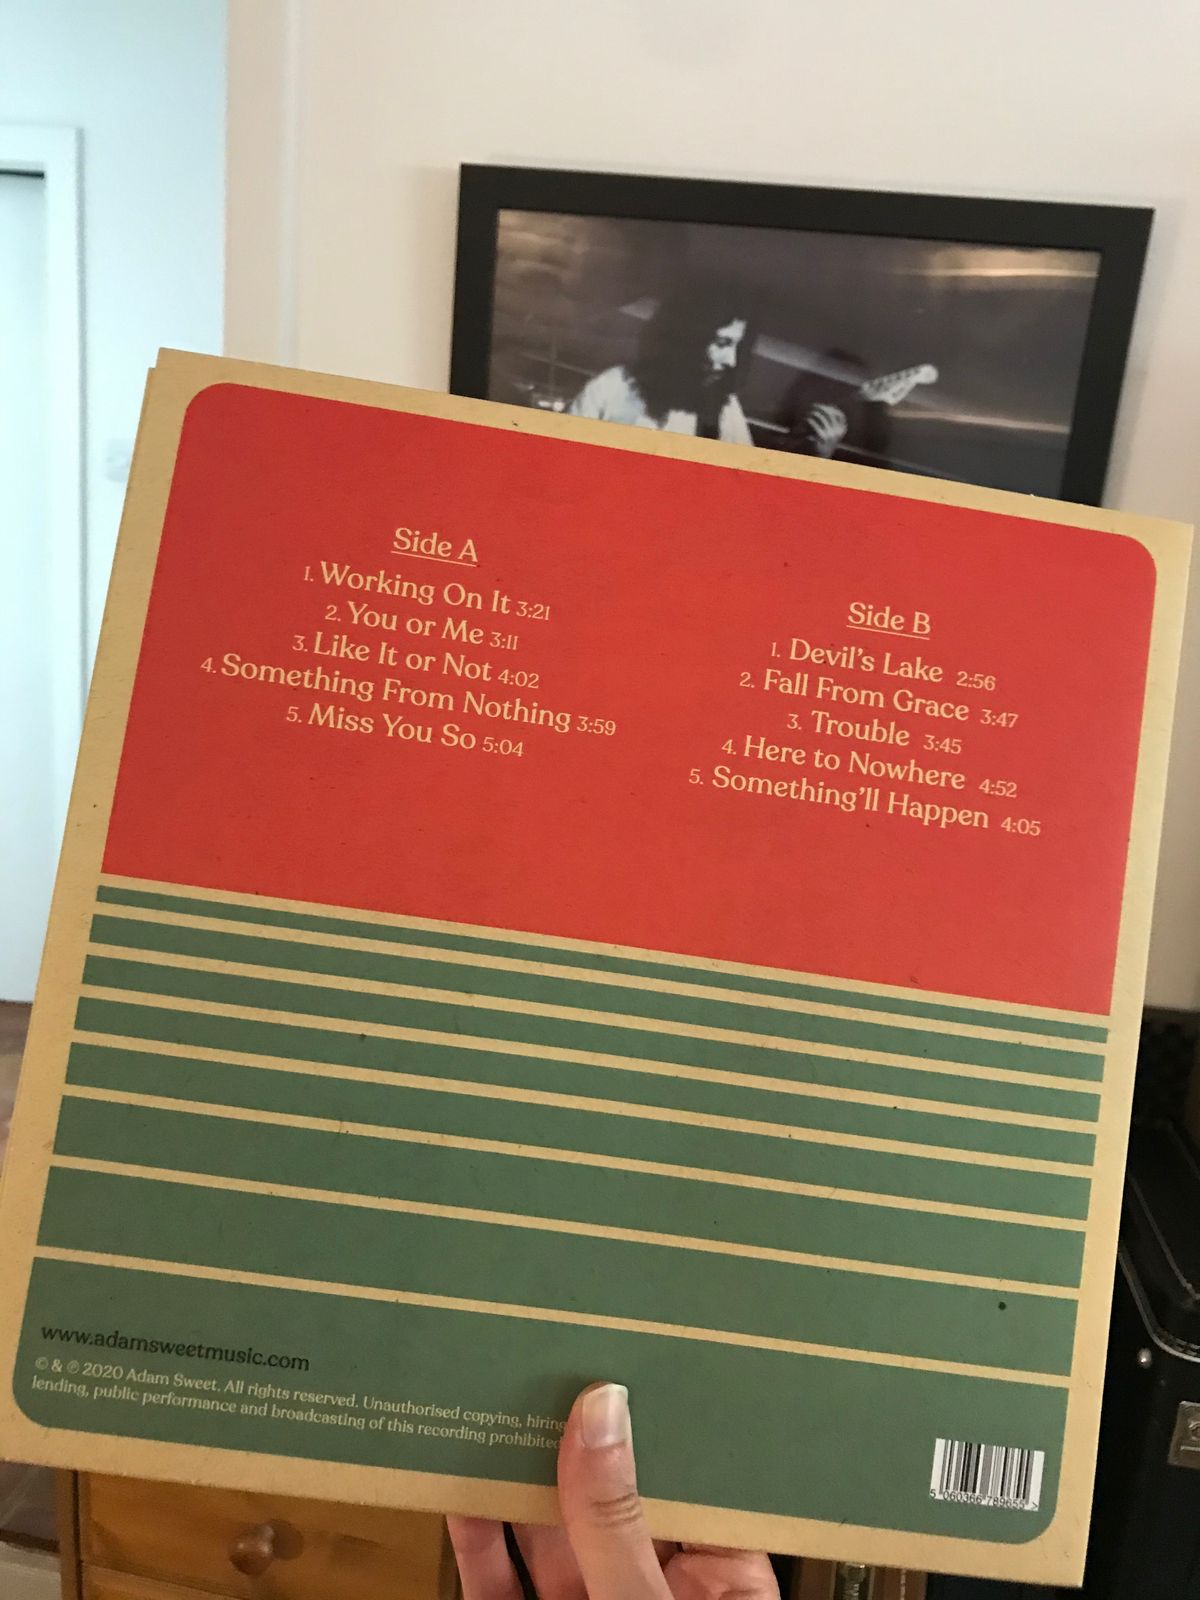 Side A
1. Working On It 3:21
2. You or Me 3:11
3. Like It or Not 4:02
4. Something From Nothing 3:59
5. Miss You So 5:04
Side B
1. Devil's Lake 2:56
2. Fall From Grace 3:47
3. Trouble 3:45
4. Here to Nowhere 4:52
5. Something'll Happen 4:05
www.adamsweetmusic.com
© & ℗ 2020 Adam Sweet. All rights reserved. Unauthorised copying, hiring
lending, public performance and broadcasting of this recording prohibited
5 060366 789655 >